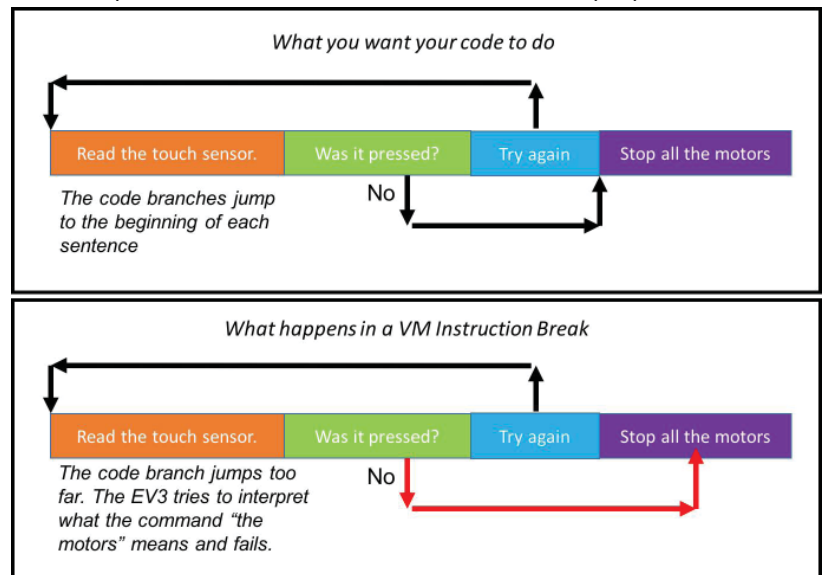 What you want your code to do
Read the touch sensor. Was it pressed? Try again Stop all the motors
No
The code branches jump
to the beginning of each
sentence
What happens in a VM Instruction Break
Read the touch sensor. Was it pressed? Try again Stop all the motors
No
The code branch jumps too
far. The EV3 tries to interpret
what the command “the
motors” means and fails.